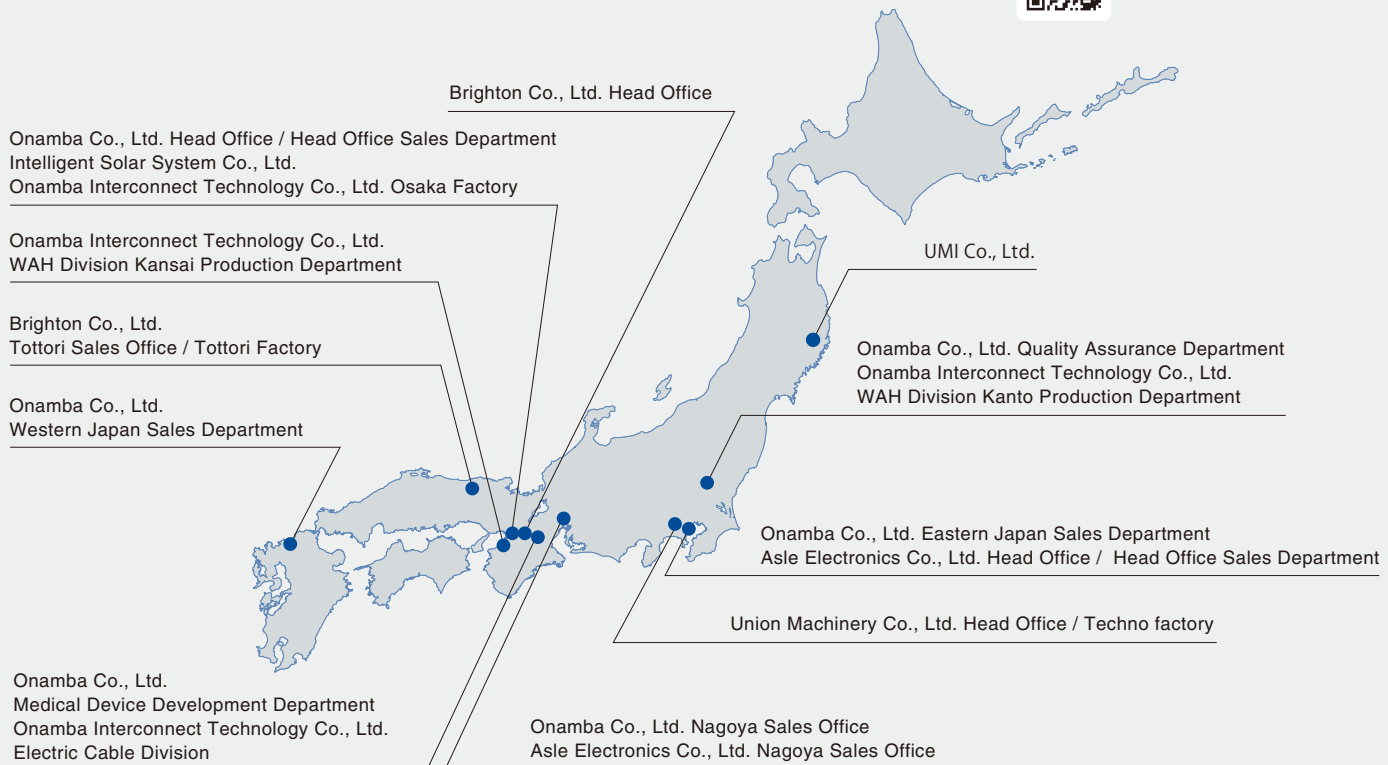 Brighton Co., Ltd. Head Office
Onamba Co., Ltd. Head Office / Head Office Sales Department
Intelligent Solar System Co., Ltd.
Onamba Interconnect Technology Co., Ltd. Osaka Factory
Onamba Interconnect Technology Co., Ltd.
WAH Division Kansai Production Department
UMI Co., Ltd.
Brighton Co., Ltd.
Tottori Sales Office / Tottori Factory
Onamba Co., Ltd. Quality Assurance Department
Onamba Interconnect Technology Co., Ltd.
WAH Division Kanto Production Department
Onamba Co., Ltd.
Western Japan Sales Department
Onamba Co., Ltd. Eastern Japan Sales Department
Asle Electronics Co., Ltd. Head Office / Head Office Sales Department
Union Machinery Co., Ltd. Head Office / Techno factory
Onamba Co., Ltd.
Medical Device Development Department
Onamba Interconnect Technology Co., Ltd.
Electric Cable Division
Onamba Co., Ltd. Nagoya Sales Office
Asle Electronics Co., Ltd. Nagoya Sales Office